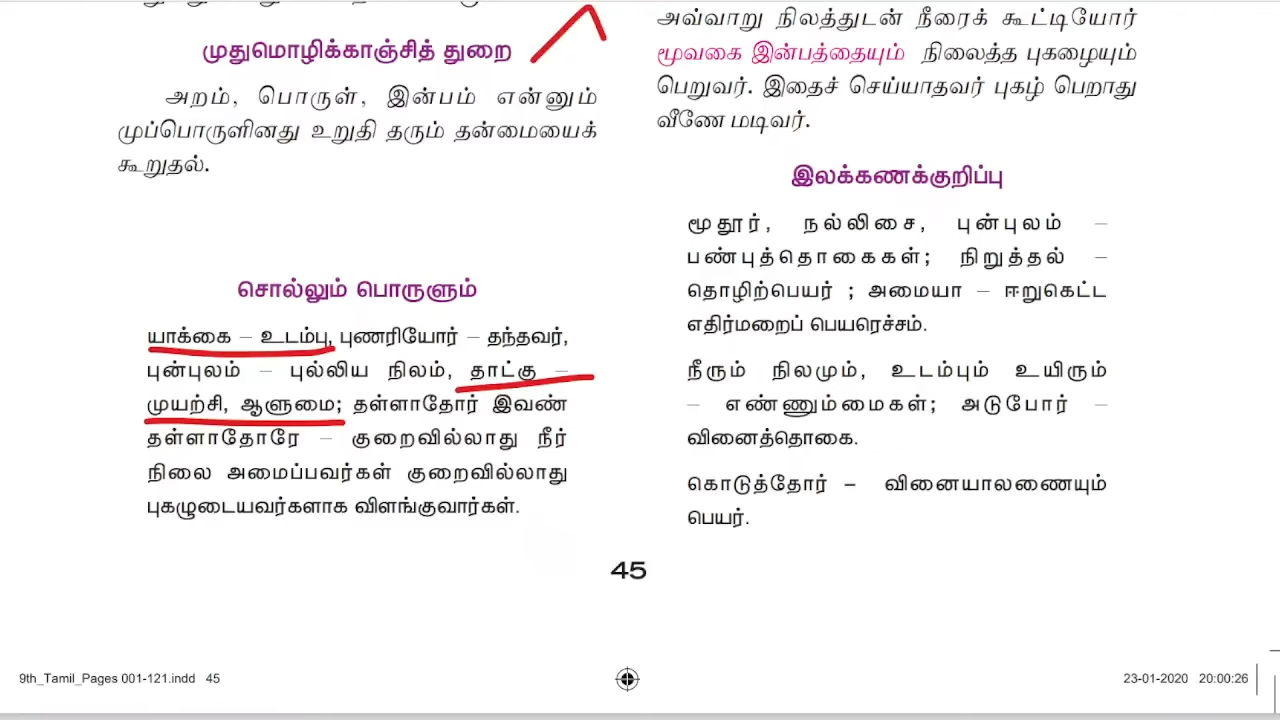 முதுமொழிக்காஞ்சித் துறை
அறம், பொருள், இன்பம் என்னும்
முப்பொருளினது உறுதி தரும் தன்மையைக்
கூறுதல்.
சொல்லும் பொருளும்
யாக்கை – உடம்பு, புணரியோர் – தந்தவர்,
புன்புலம் – புல்லிய நிலம், தாட்கு –
முயற்சி, ஆளுமை; தள்ளாதோர் இவண்
தள்ளாதோரே – குறைவில்லாது நீர்
நிலை அமைப்பவர்கள் குறைவில்லாது
புகழுடையவர்களாக விளங்குவார்கள்.
அவ்வாறு நிலத்துடன் நீரைக் கூட்டியோர்
மூவகை இன்பத்தையும் நிலைத்த புகழையும்
பெறுவர். இதைச் செய்யாதவர் புகழ் பெறாது
வீணே மடிவர்.
இலக்கணக்குறிப்பு
மூதூர், நல்லிசை, புன்புலம் –
பண்புத்தொகைகள்; நிறுத்தல் –
தொழிற்பெயர் ; அமையா – ஈறுகெட்ட
எதிர்மறைப் பெயரெச்சம்.
நீரும் நிலமும், உடம்பும் உயிரும்
– எண்ணும்மைகள்; அடுபோர் –
வினைத்தொகை.
கொடுத்தோர் – வினையாலணையும்
பெயர்.
45
9th_Tamil_Pages 001-121.indd 45
23-01-2020 20:00:26